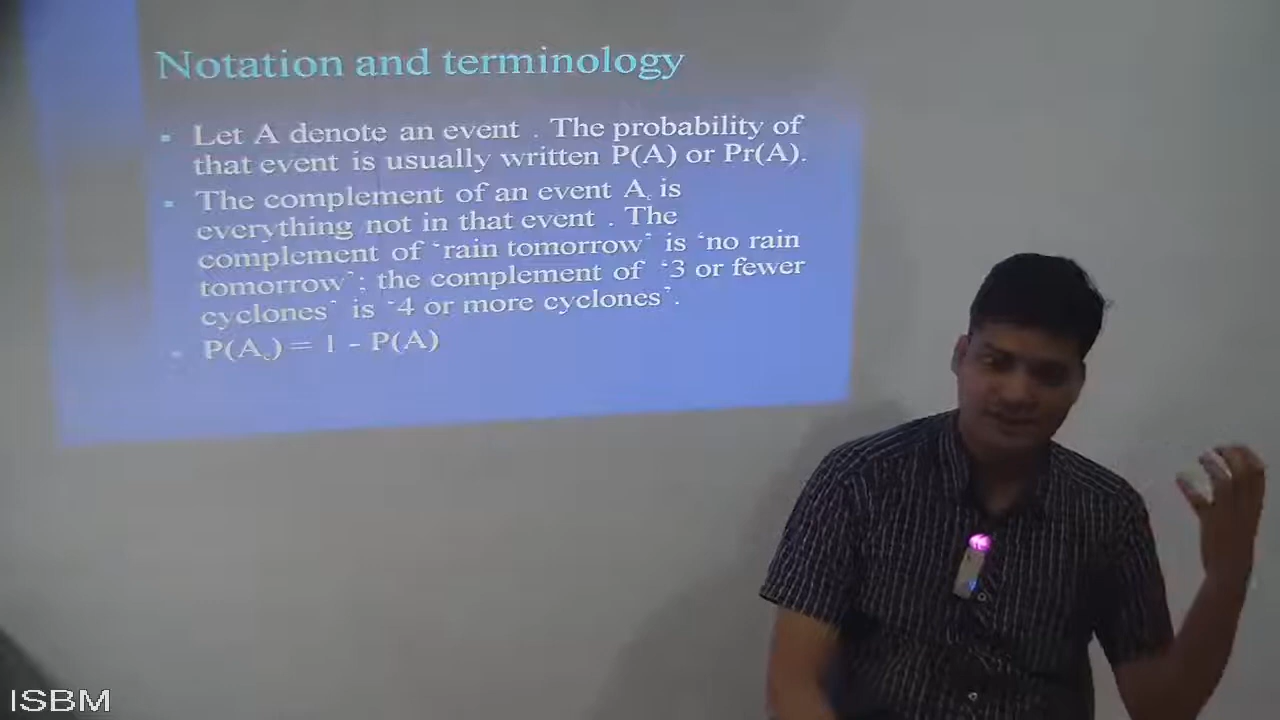 Notation and terminology
▪ Let A denote an event . The probability of
that event is usually written P(A) or Pr(A).
▪ The complement of an event Ac is
everything not in that event . The
complement of 'rain tomorrow' is 'no rain
tomorrow'; the complement of '3 or fewer
cyclones' is '4 or more cyclones'.
▪ P(Ac) = 1 - P(A)
ISBM